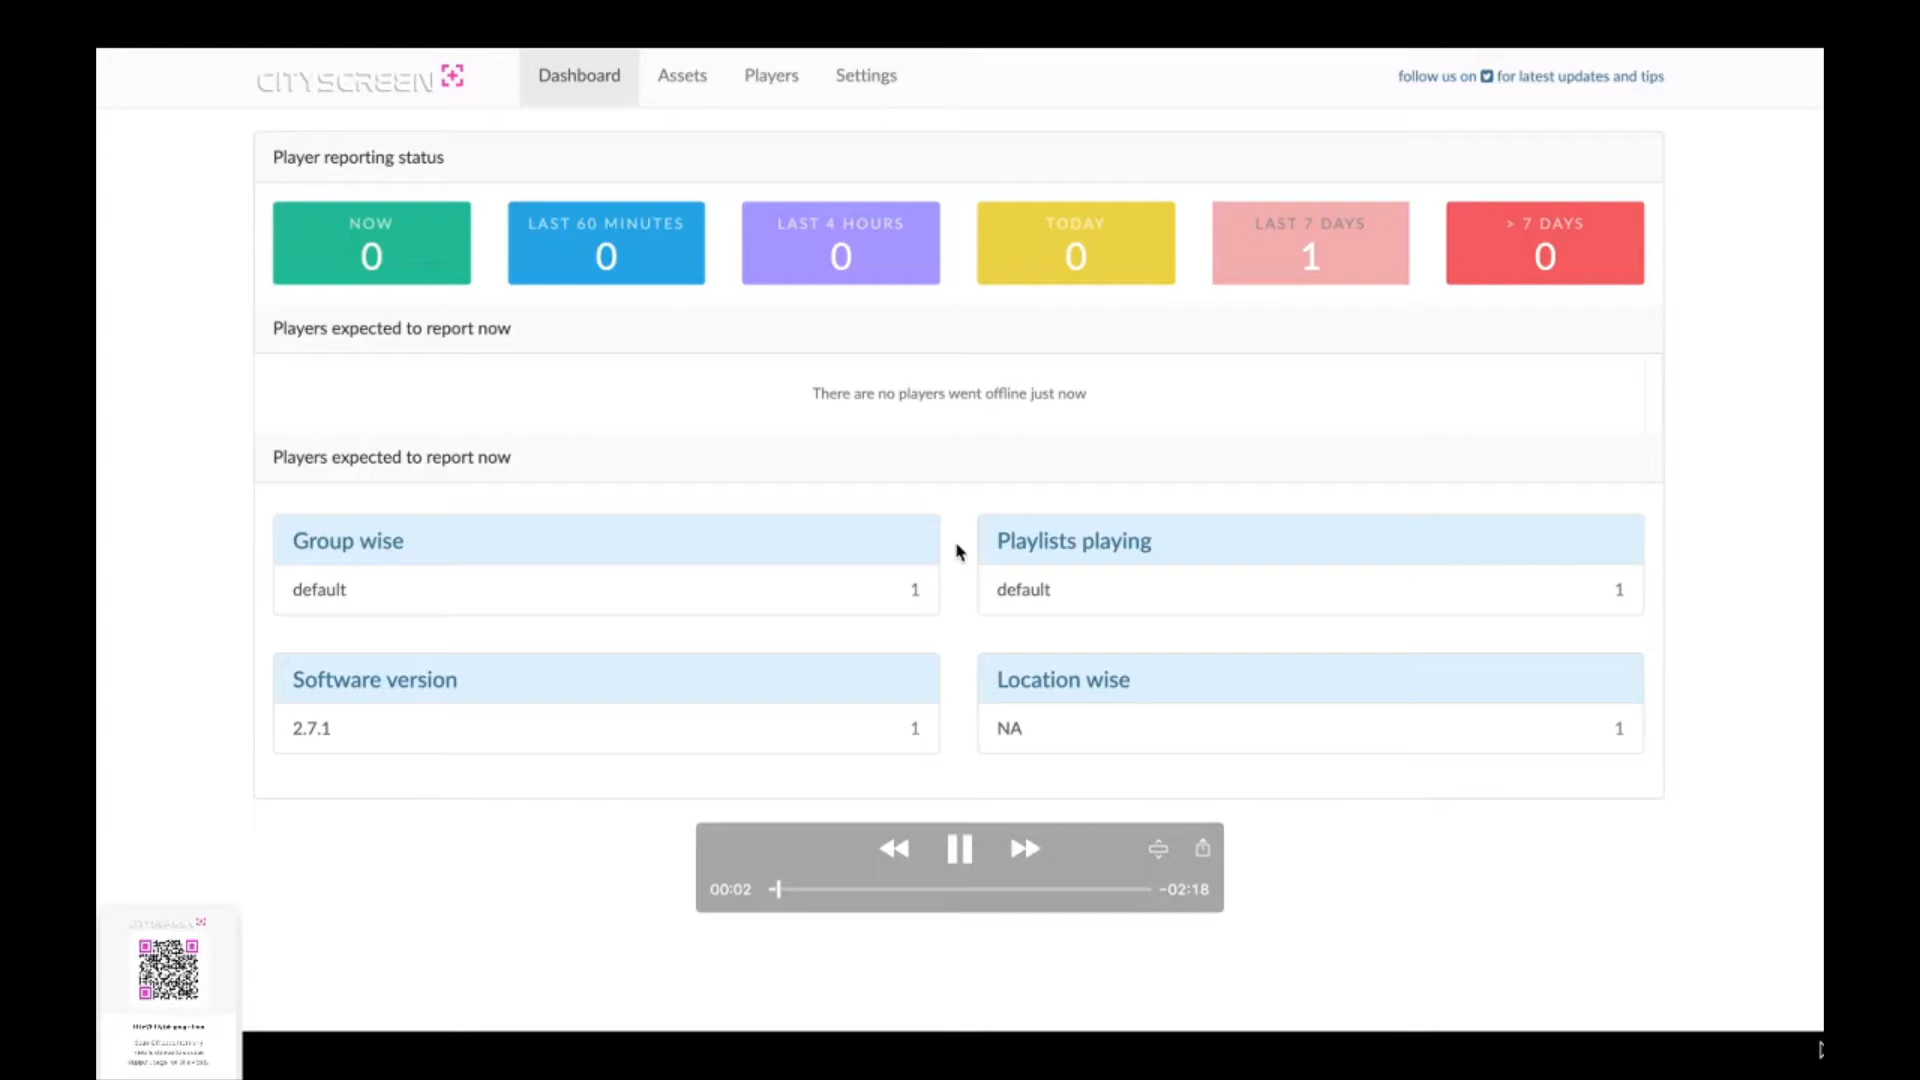 CITYSCREEN
Dashboard
Assets
Players
Settings
follow us on for latest updates and tips
Player reporting status
NOW
0
LAST 60 MINUTES
0
LAST 4 HOURS
0
TODAY
0
LAST 7 DAYS
1
> 7 DAYS
0
Players expected to report now
There are no players went offline just now
Players expected to report now
Group wise
default 1
Playlists playing
default 1
Software version
2.7.1 1
Location wise
NA 1
00:02
-02:18
CITYSCREEN